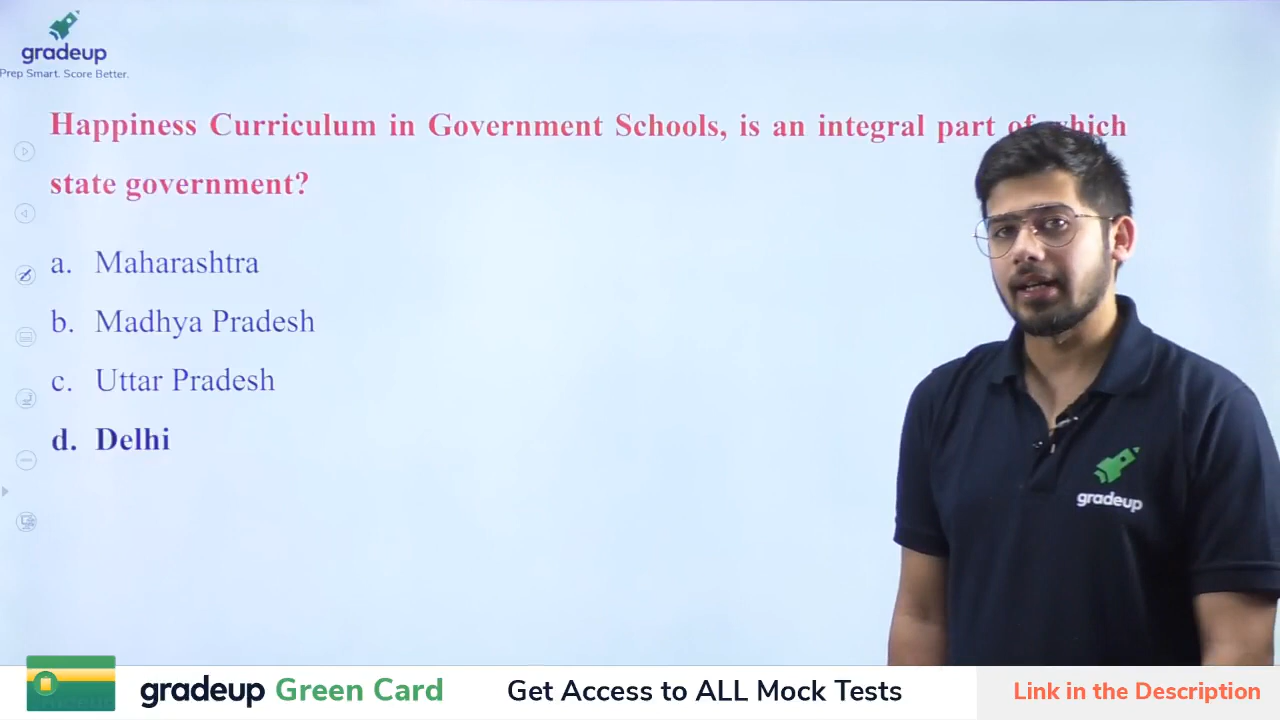 gradeup
Prep Smart. Score Better.
Happiness Curriculum in Government Schools, is an integral part of which
state government?
a. Maharashtra
b. Madhya Pradesh
c. Uttar Pradesh
d. Delhi
gradeup
gradeup Green Card
Get Access to ALL Mock Tests
Link in the Description